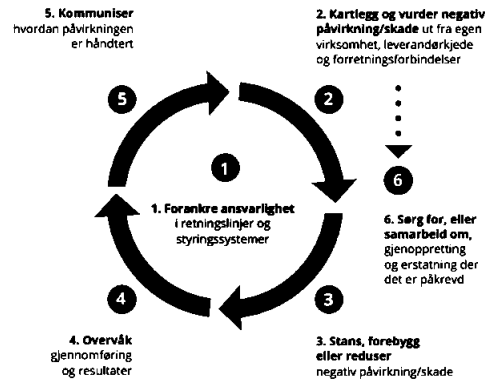 5. Kommuniser
hvordan påvirkningen
er håndtert
2. Kartlegg og vurder negativ
påvirkning/skade ut fra egen
virksomhet, leverandørkjede
og forretningsforbindelser
5
2
1
6
1. Forankre ansvarlighet
i retningslinjer og
styringssystemer
6. Sørg for, eller
samarbeid om,
gjenoppretting
og erstatning der
det er påkrevd
4
3
4. Overvåk
gjennomføring
og resultater
3. Stans, forebygg
eller reduser
negativ påvirkning/skade